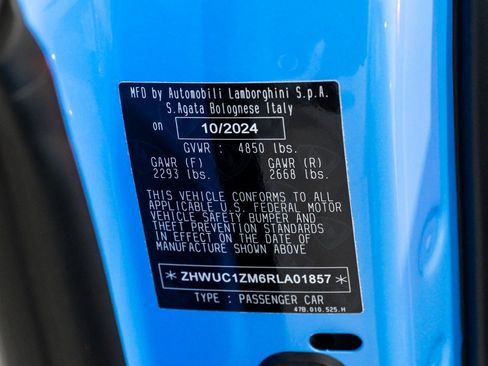 MFD by Automobili Lamborghini S.p.A.
S.Agata Bolognese Italy
on 10/2024
GVWR : 4850 lbs.
GAWR (F) GAWR (R)
2293 lbs. 2668 lbs.
THIS VEHICLE CONFORMS TO ALL
APPLICABLE U.S. FEDERAL MOTOR
VEHICLE SAFETY BUMPER AND
THEFT PREVENTION STANDARDS
IN EFFECT ON THE DATE OF
MANUFACTURE SHOWN ABOVE
* ZHWUC1ZM6RLA01857 *
TYPE : PASSENGER CAR
47B.010.525.H